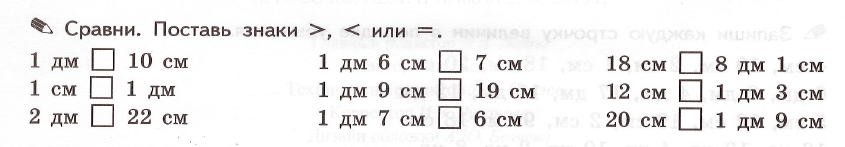 Сравни. Поставь знаки >, < или =.
1 дм □ 10 см 1 дм 6 см □ 7 см 18 см □ 8 дм 1 см
1 см □ 1 дм 1 дм 9 см □ 19 см 12 см □ 1 дм 3 см
2 дм □ 22 см 1 дм 7 см □ 6 см 20 см □ 1 дм 9 см